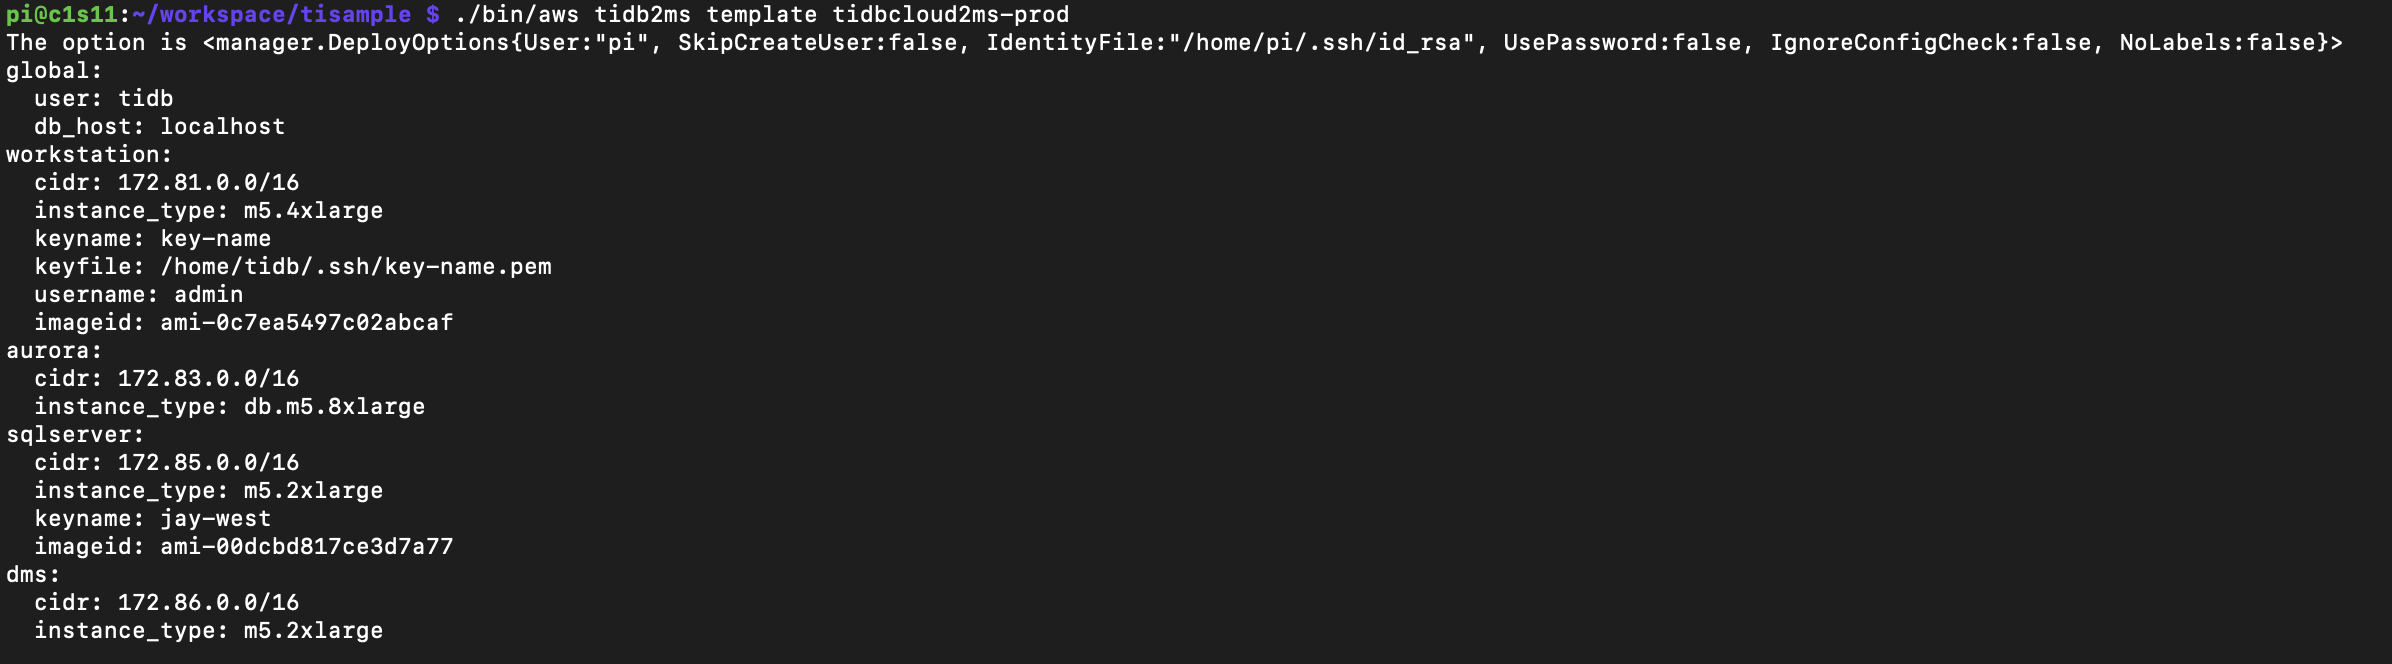 pi@c1s11:~/workspace/tisample $ ./bin/aws tidb2ms template tidbcloud2ms-prod
The option is <manager.DeployOptions{User:"pi", SkipCreateUser:false, IdentityFile:"/home/pi/.ssh/id_rsa", UsePassword:false, IgnoreConfigCheck:false, NoLabels:false}>
global:
  user: tidb
  db_host: localhost
workstation:
  cidr: 172.81.0.0/16
  instance_type: m5.4xlarge
  keyname: key-name
  keyfile: /home/tidb/.ssh/key-name.pem
  username: admin
  imageid: ami-0c7ea5497c02abcaf
aurora:
  cidr: 172.83.0.0/16
  instance_type: db.m5.8xlarge
sqlserver:
  cidr: 172.85.0.0/16
  instance_type: m5.2xlarge
  keyname: jay-west
  imageid: ami-00dcbd817ce3d7a77
dms:
  cidr: 172.86.0.0/16
  instance_type: m5.2xlarge